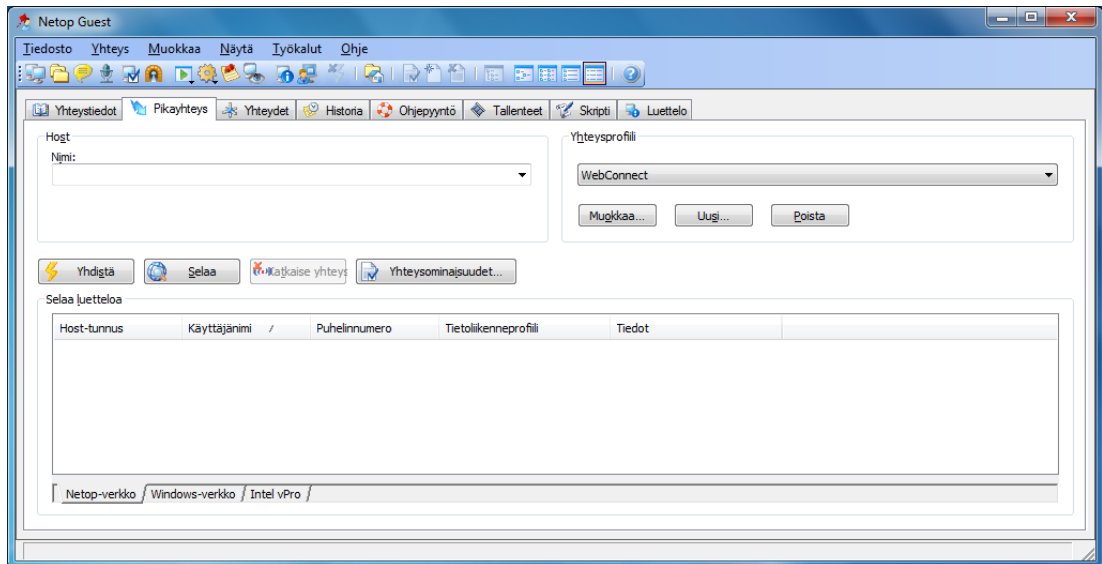 Netop Guest
Tiedosto Yhteys Muokkaa Näytä Työkalut Ohje
Yhteystiedot Pikayhteys Yhteydet Historia Ohjepyyntö Tallenteet Skripti Luettelo
Host Yhteysprofiili
Nimi:
WebConnect
Muokkaa... Uusi... Poista
Yhdistä Selaa Katkaise yhteys Yhteysominaisuudet...
Selaa luetteloa
Host-tunnus Käyttäjänimi Puhelinnumero Tietoliikenneprofiili Tiedot
Netop-verkko Windows-verkko Intel vPro